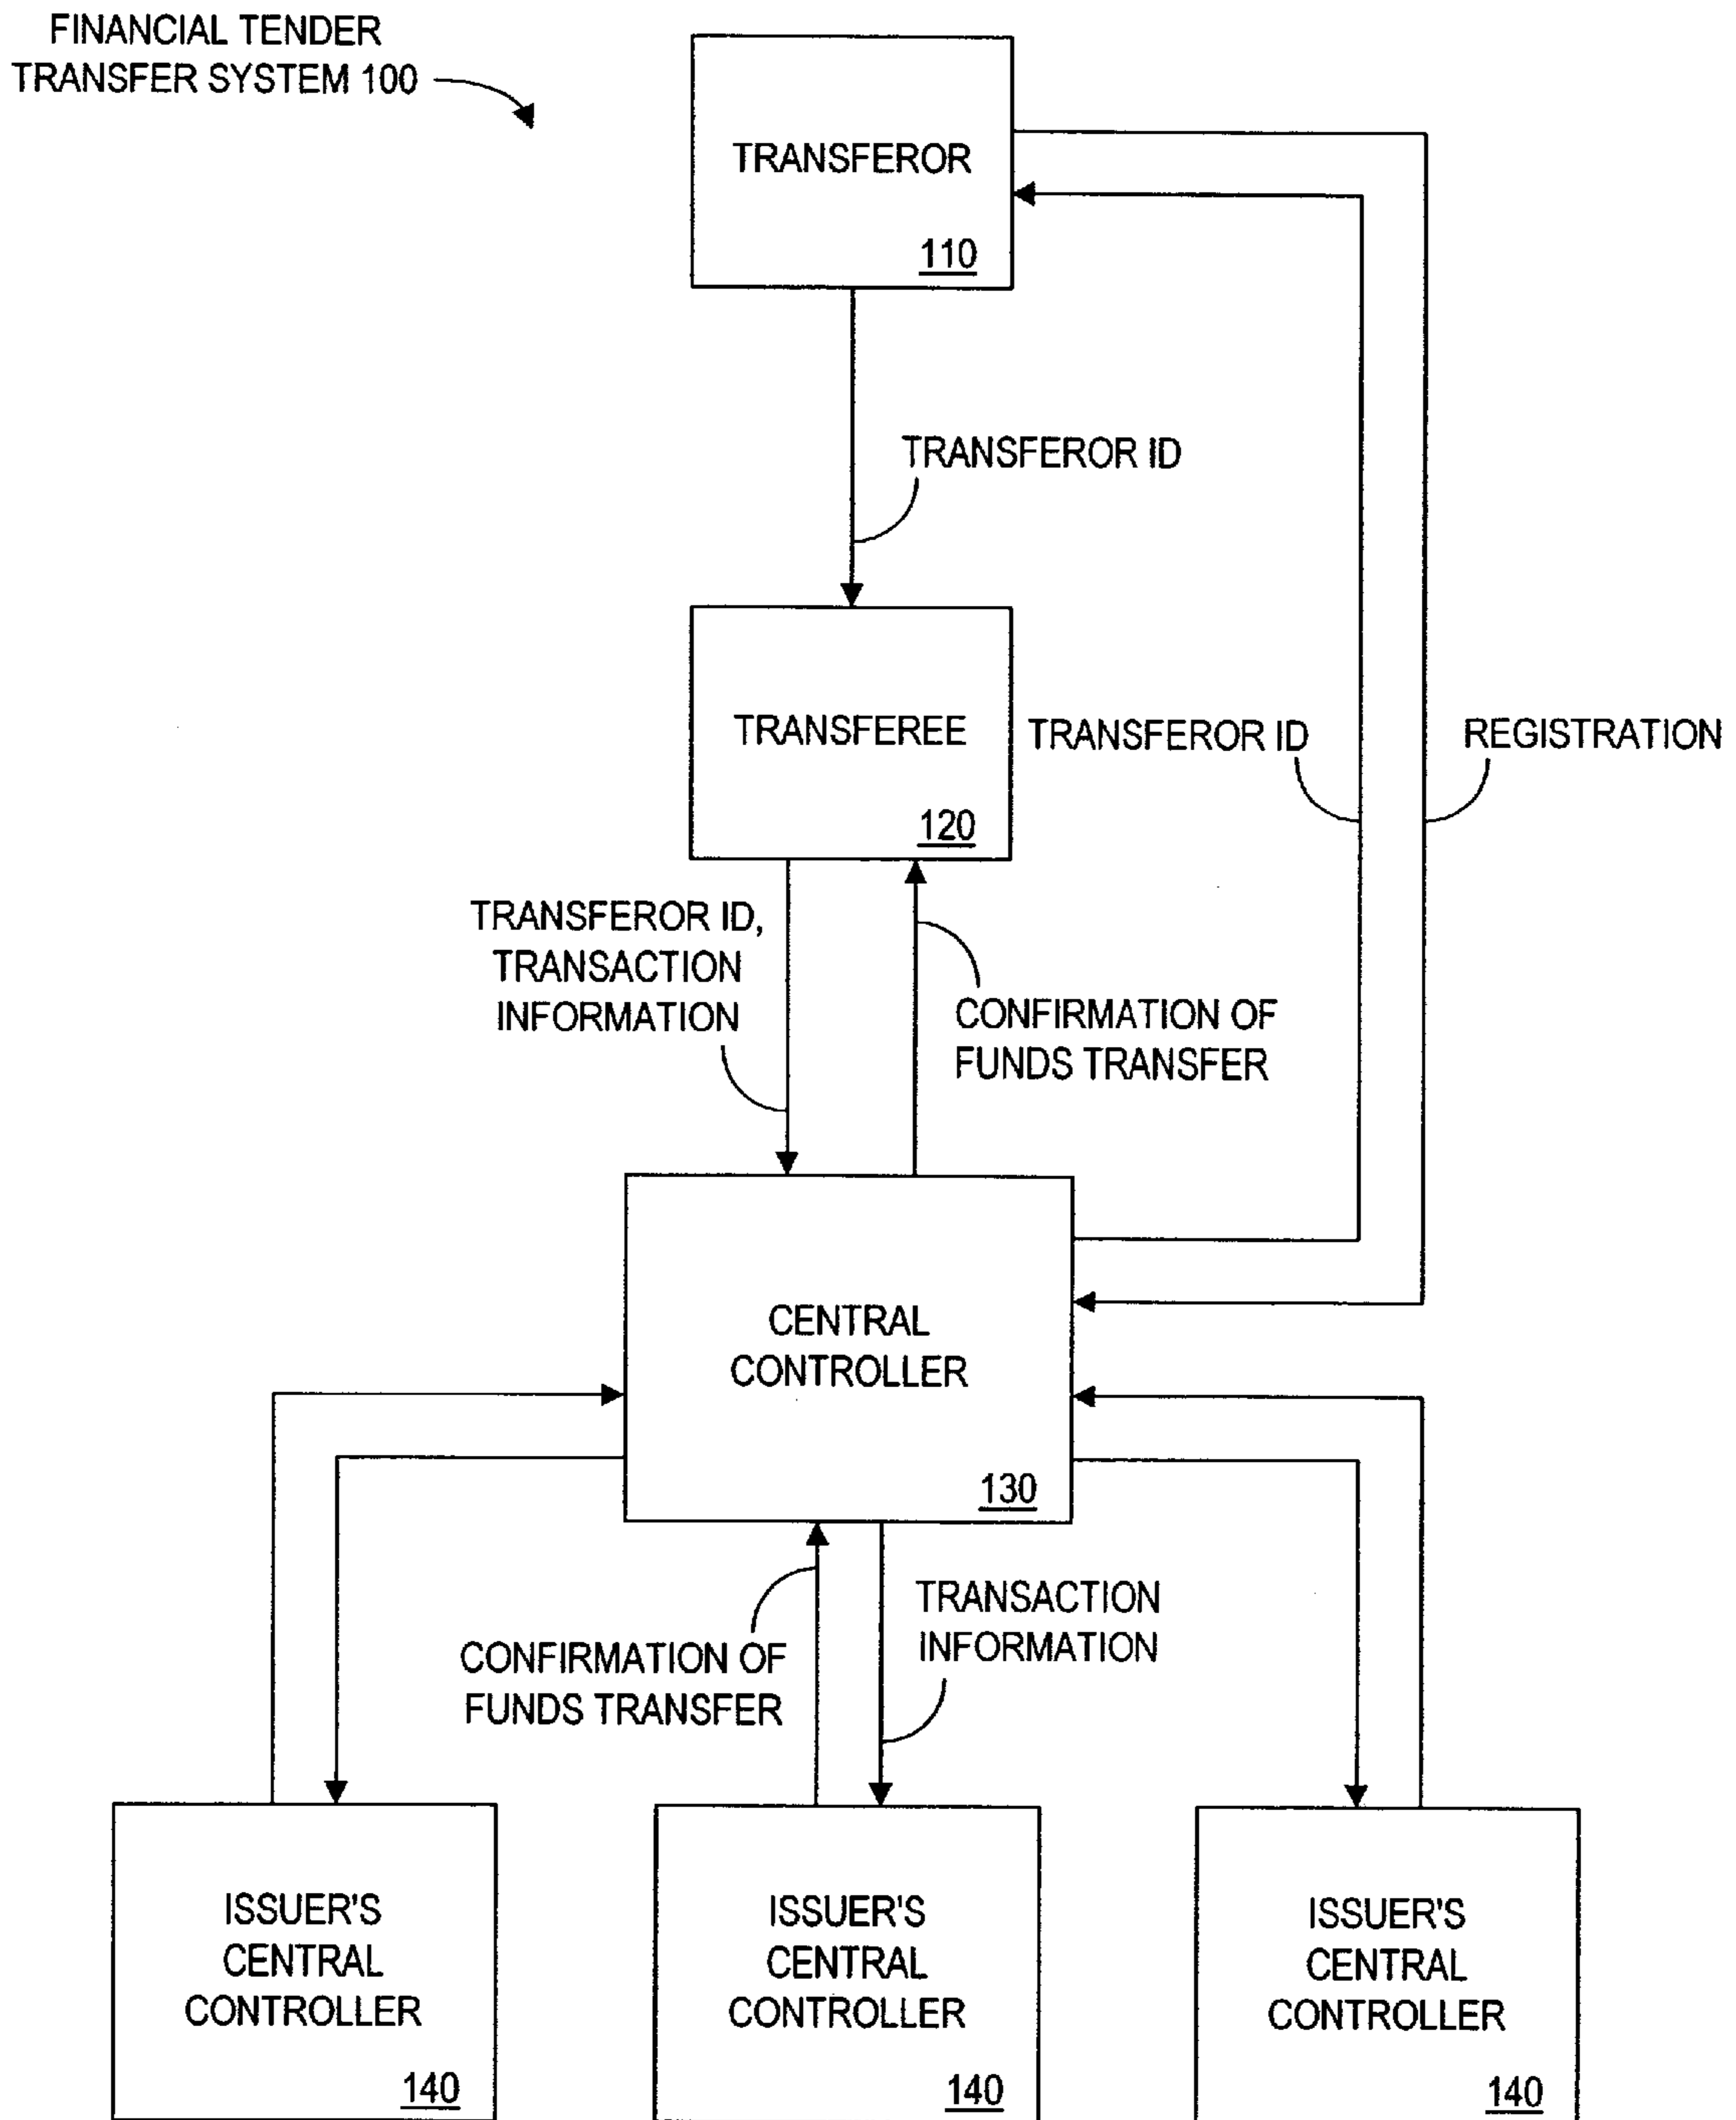 FINANCIAL TENDER
TRANSFER SYSTEM 100
TRANSFEROR
110
TRANSFEROR ID
TRANSFEREE
120
TRANSFEROR ID
REGISTRATION
TRANSFEROR ID,
TRANSACTION
INFORMATION
CONFIRMATION OF
FUNDS TRANSFER
CENTRAL
CONTROLLER
130
CONFIRMATION OF
FUNDS TRANSFER
TRANSACTION
INFORMATION
ISSUER'S
CENTRAL
CONTROLLER
140
ISSUER'S
CENTRAL
CONTROLLER
140
ISSUER'S
CENTRAL
CONTROLLER
140